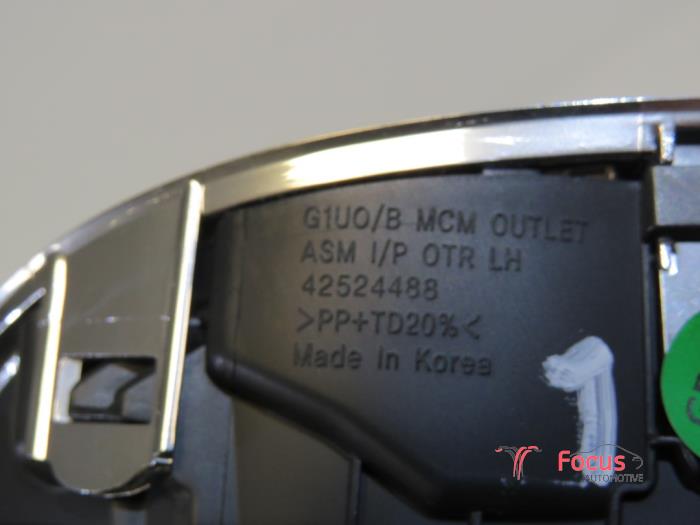 G1UO/B MCM OUTLET
ASM I/P OTR LH
42524488
>PP+TD20%<
Made In Korea
Focus
AUTOMOTIVE